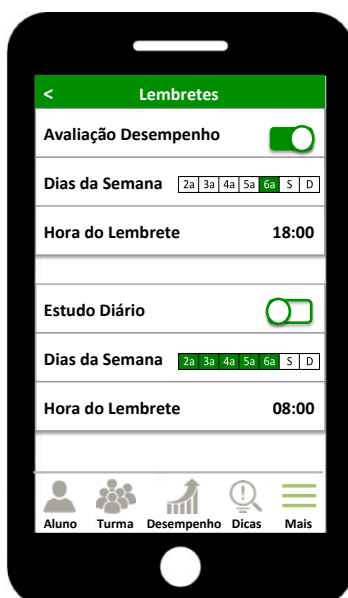 < Lembretes
Avaliação Desempenho
Dias da Semana 2a 3a 4a 5a 6a S D
Hora do Lembrete 18:00
Estudo Diário
Dias da Semana 2a 3a 4a 5a 6a S D
Hora do Lembrete 08:00
Aluno Turma Desempenho Dicas Mais